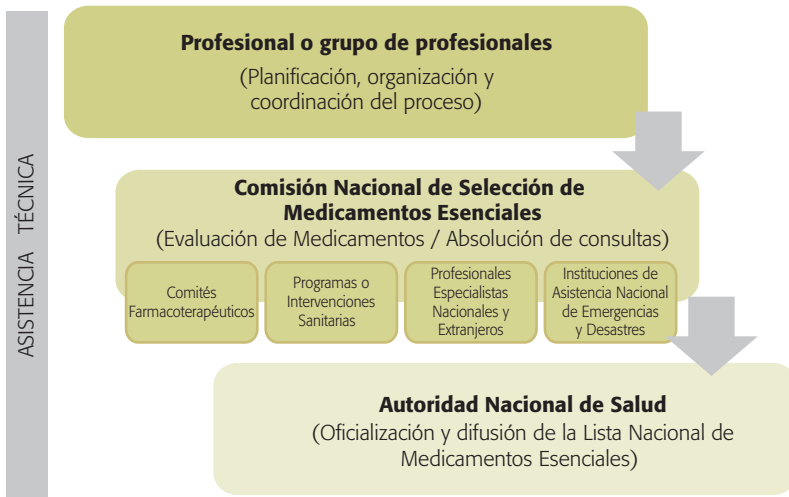 ASISTENCIA TÉCNICA
Profesional o grupo de profesionales
(Planificación, organización y
coordinación del proceso)
Comisión Nacional de Selección de
Medicamentos Esenciales
(Evaluación de Medicamentos / Absolución de consultas)
Comités
Farmacoterapéuticos
Programas o
Intervenciones
Sanitarias
Profesionales
Especialistas
Nacionales y
Extranjeros
Instituciones de
Asistencia Nacional
de Emergencias
y Desastres
Autoridad Nacional de Salud
(Oficialización y difusión de la Lista Nacional de
Medicamentos Esenciales)